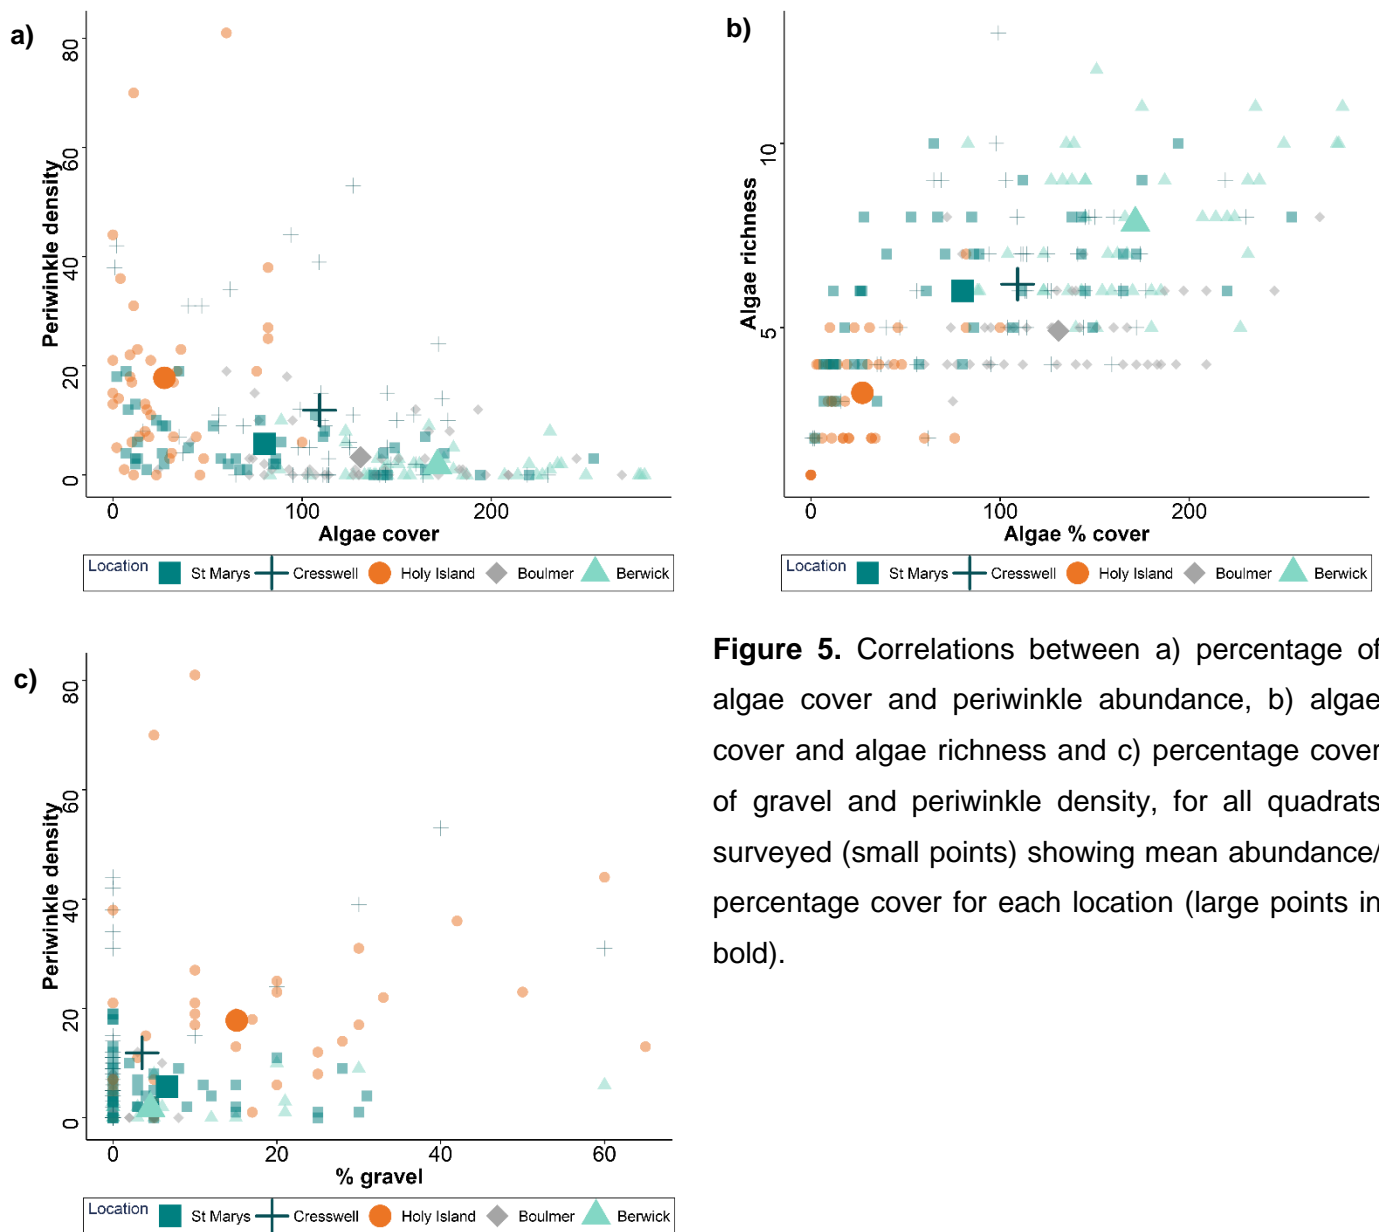 a)
80
60
40
20
0
Periwinkle density
0 100 200
Algae cover
Location St Marys Cresswell Holy Island Boulmer Berwick
b)
10
5
Algae richness
0 100 200
Algae % cover
Location St Marys Cresswell Holy Island Boulmer Berwick
c)
80
60
40
20
0
Periwinkle density
0 20 40 60
% gravel
Location St Marys Cresswell Holy Island Boulmer Berwick
Figure 5. Correlations between a) percentage of
algae cover and periwinkle abundance, b) algae
cover and algae richness and c) percentage cover
of gravel and periwinkle density, for all quadrats
surveyed (small points) showing mean abundance/
percentage cover for each location (large points in
bold).